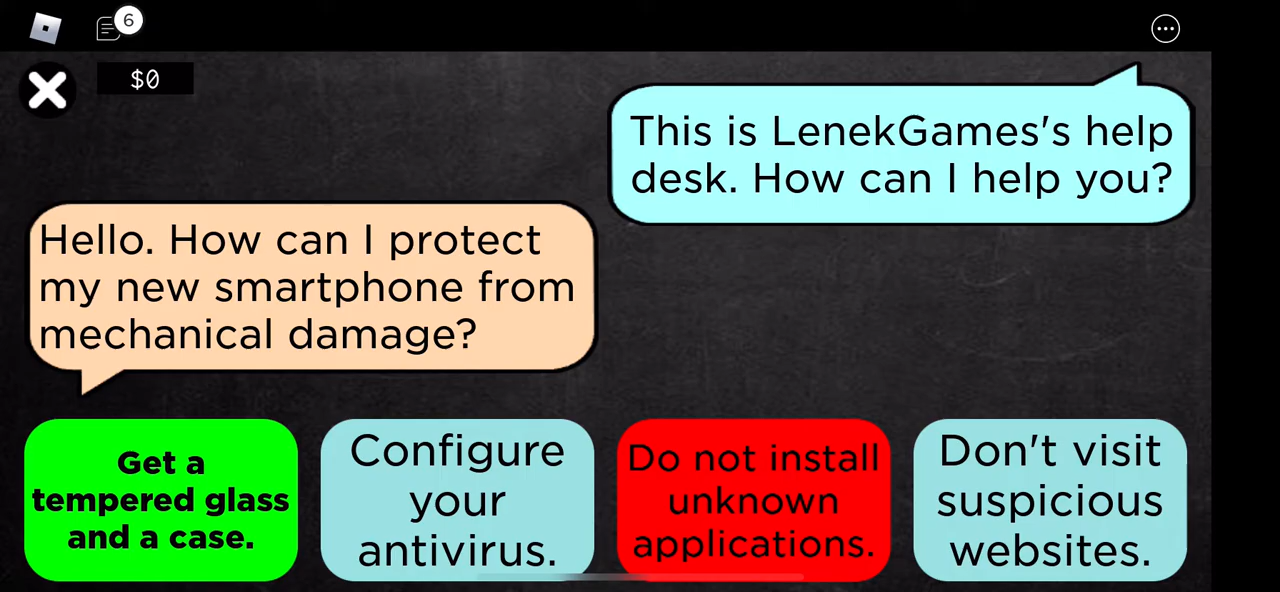 6
$0
This is LenekGames's help
desk. How can I help you?
Hello. How can I protect
my new smartphone from
mechanical damage?
Get a
tempered glass
and a case.
Configure
your
antivirus.
Do not install
unknown
applications.
Don't visit
suspicious
websites.